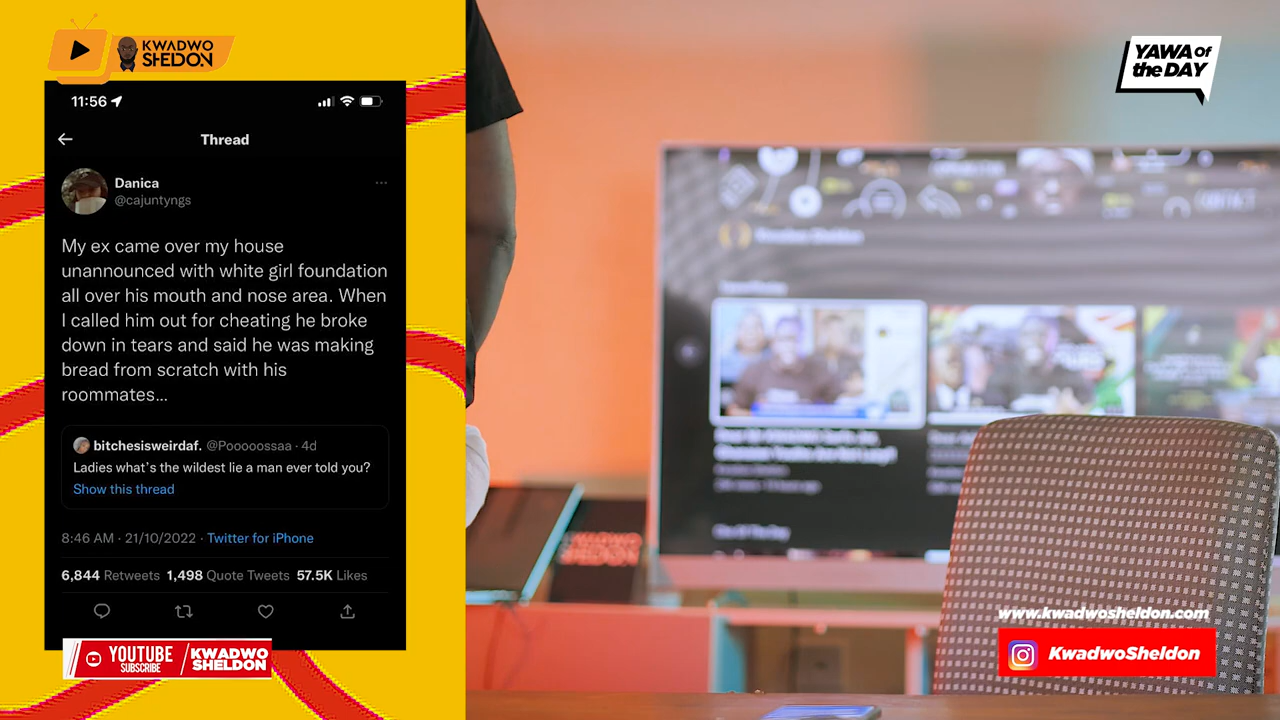 KWADWO
SHELDON
YAWA of
the DAY
11:56
Thread
Danica
@cajuntyngs
My ex came over my house
unannounced with white girl foundation
all over his mouth and nose area. When
I called him out for cheating he broke
down in tears and said he was making
bread from scratch with his
roommates...
bitchesisweirdaf. @Pooooossaa · 4d
Ladies what's the wildest lie a man ever told you?
Show this thread
8:46 AM · 21/10/2022 · Twitter for iPhone
6,844 Retweets 1,498 Quote Tweets 57.5K Likes
YOUTUBE
SUBSCRIBE
KWADWO
SHELDON
www.kwadwosheldon.com
KwadwoSheldon
KWADWO
SHELDON